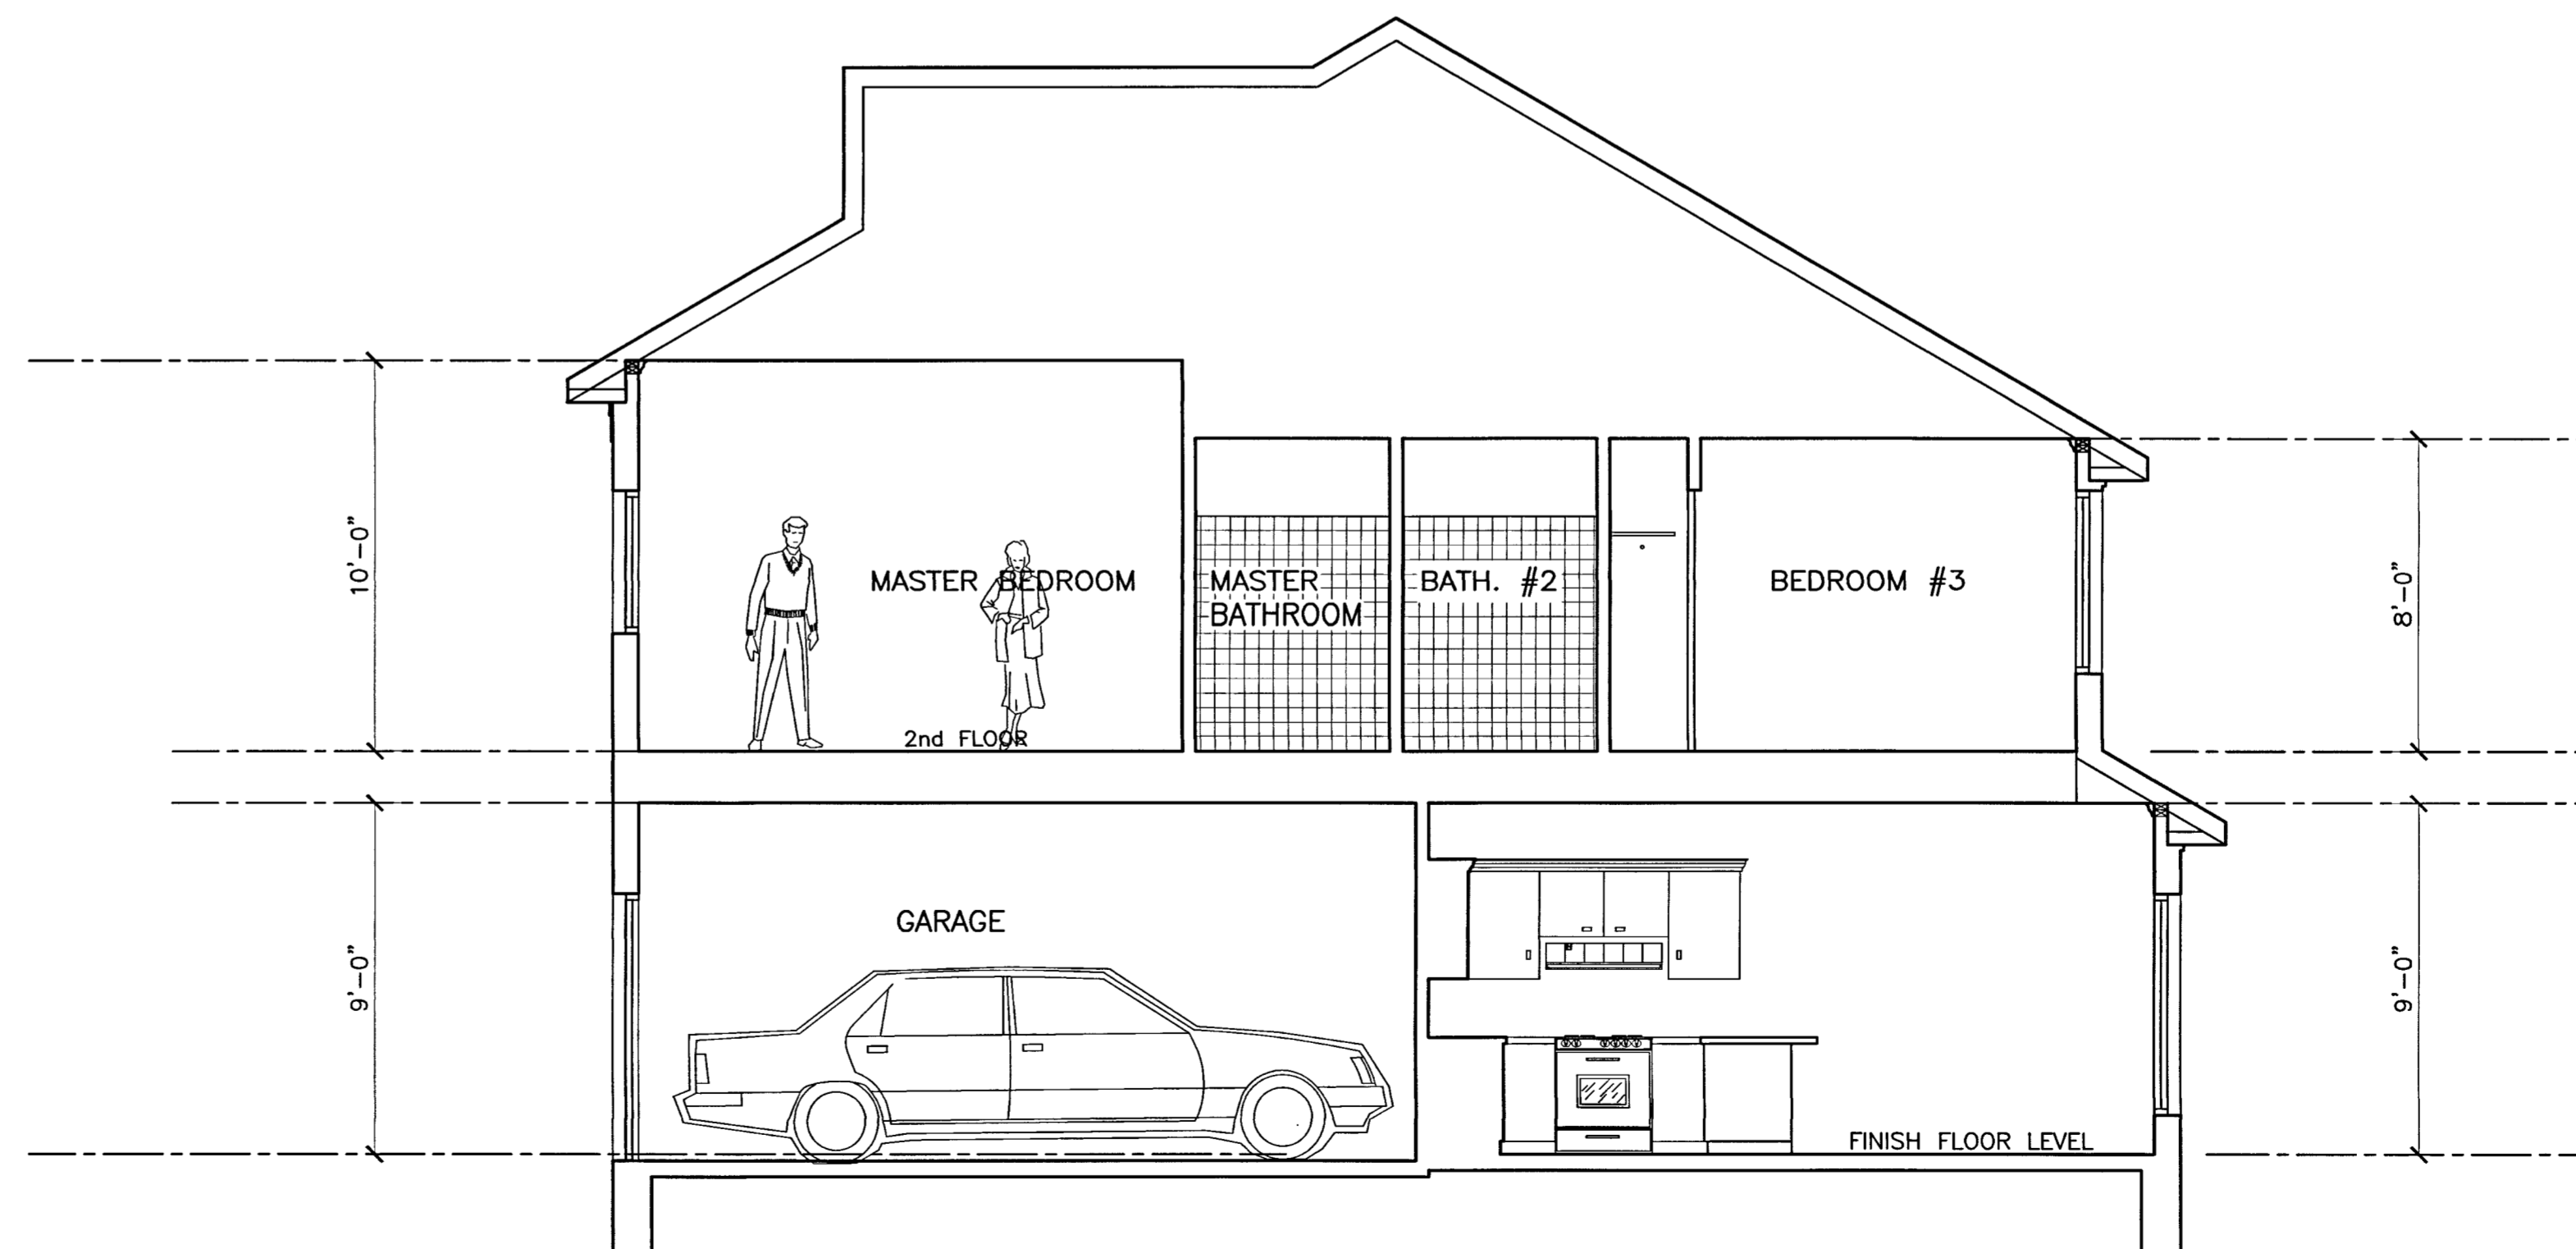 10'-0"
MASTER BEDROOM
MASTER
BATHROOM
BATH. #2
BEDROOM #3
8'-0"
2nd FLOOR
GARAGE
9'-0"
9'-0"
FINISH FLOOR LEVEL